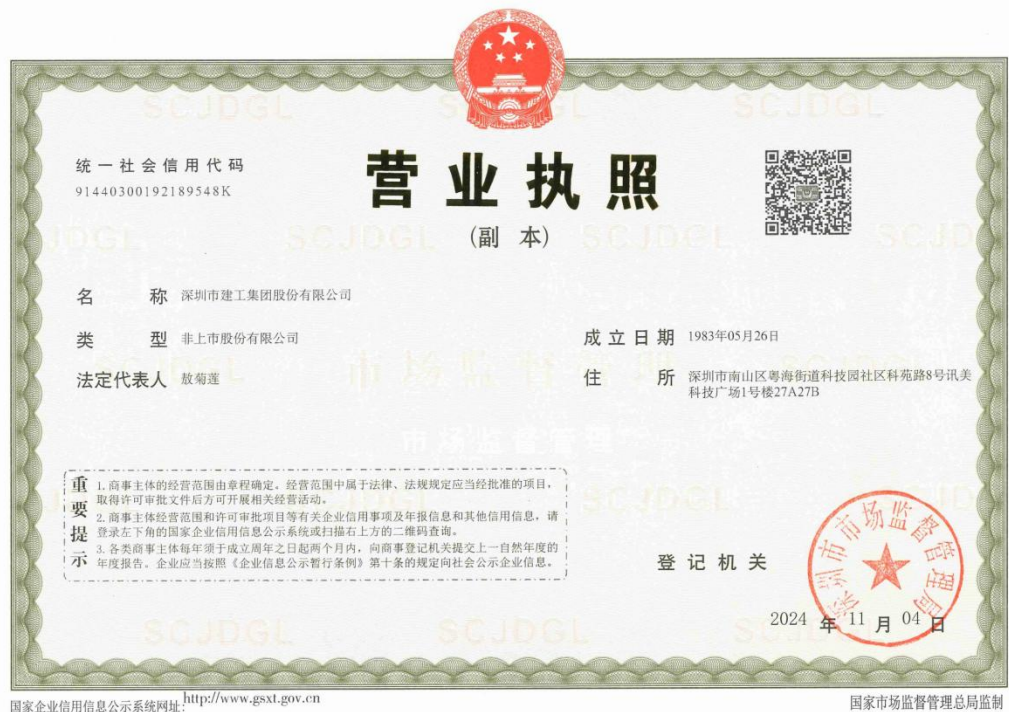 统一社会信用代码
91440300192189548K
营业执照
(副 本)
名 称 深圳市建工集团股份有限公司
类 型 非上市股份有限公司
法定代表人 敖菊莲
成立日期 1983年05月26日
住 所 深圳市南山区粤海街道科技园社区科苑路8号讯美
科技广场1号楼27A27B
重要提示
1. 商事主体的经营范围由章程确定。经营范围中属于法律、法规规定应当经批准的项目，
取得许可审批文件后方可开展相关经营活动。
2. 商事主体经营范围和许可审批项目等有关企业信用事项及年报信息和其他信用信息，请
登录左下角的国家企业信用信息公示系统或扫描右上方的二维码查询。
3. 各类商事主体每年须于成立周年之日起两个月内，向商事登记机关提交上一自然年度的
年度报告。企业应当按照《企业信息公示暂行条例》第十条的规定向社会公示企业信息。
登记机关
深圳市市场监督管理局
2024 年 11 月 04 日
国家企业信用信息公示系统网址:http://www.gsxt.gov.cn
国家市场监督管理总局监制
SCJDGL
市场监督管理